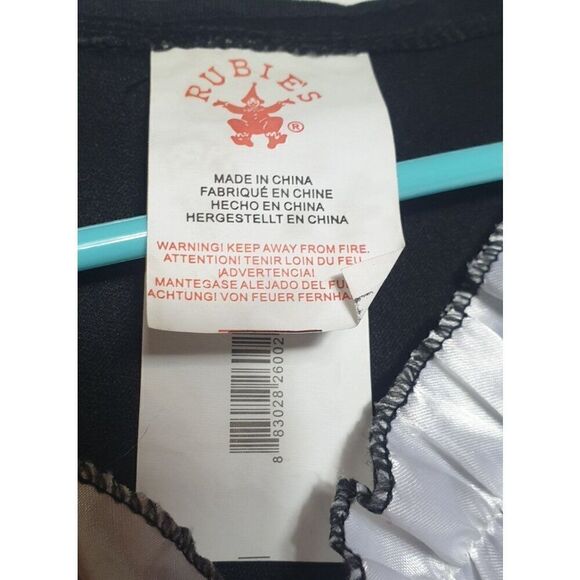 RUBIE'S
®
MADE IN CHINA
FABRIQUÉ EN CHINE
HECHO EN CHINA
HERGESTELLT EN CHINA
WARNING! KEEP AWAY FROM FIRE.
ATTENTION! TENIR LOIN DU FEU
¡ADVERTENCIA!
MANTEGASE ALEJADO DEL FU
ACHTUNG! VON FEUER FERNHA
8 83028 26002